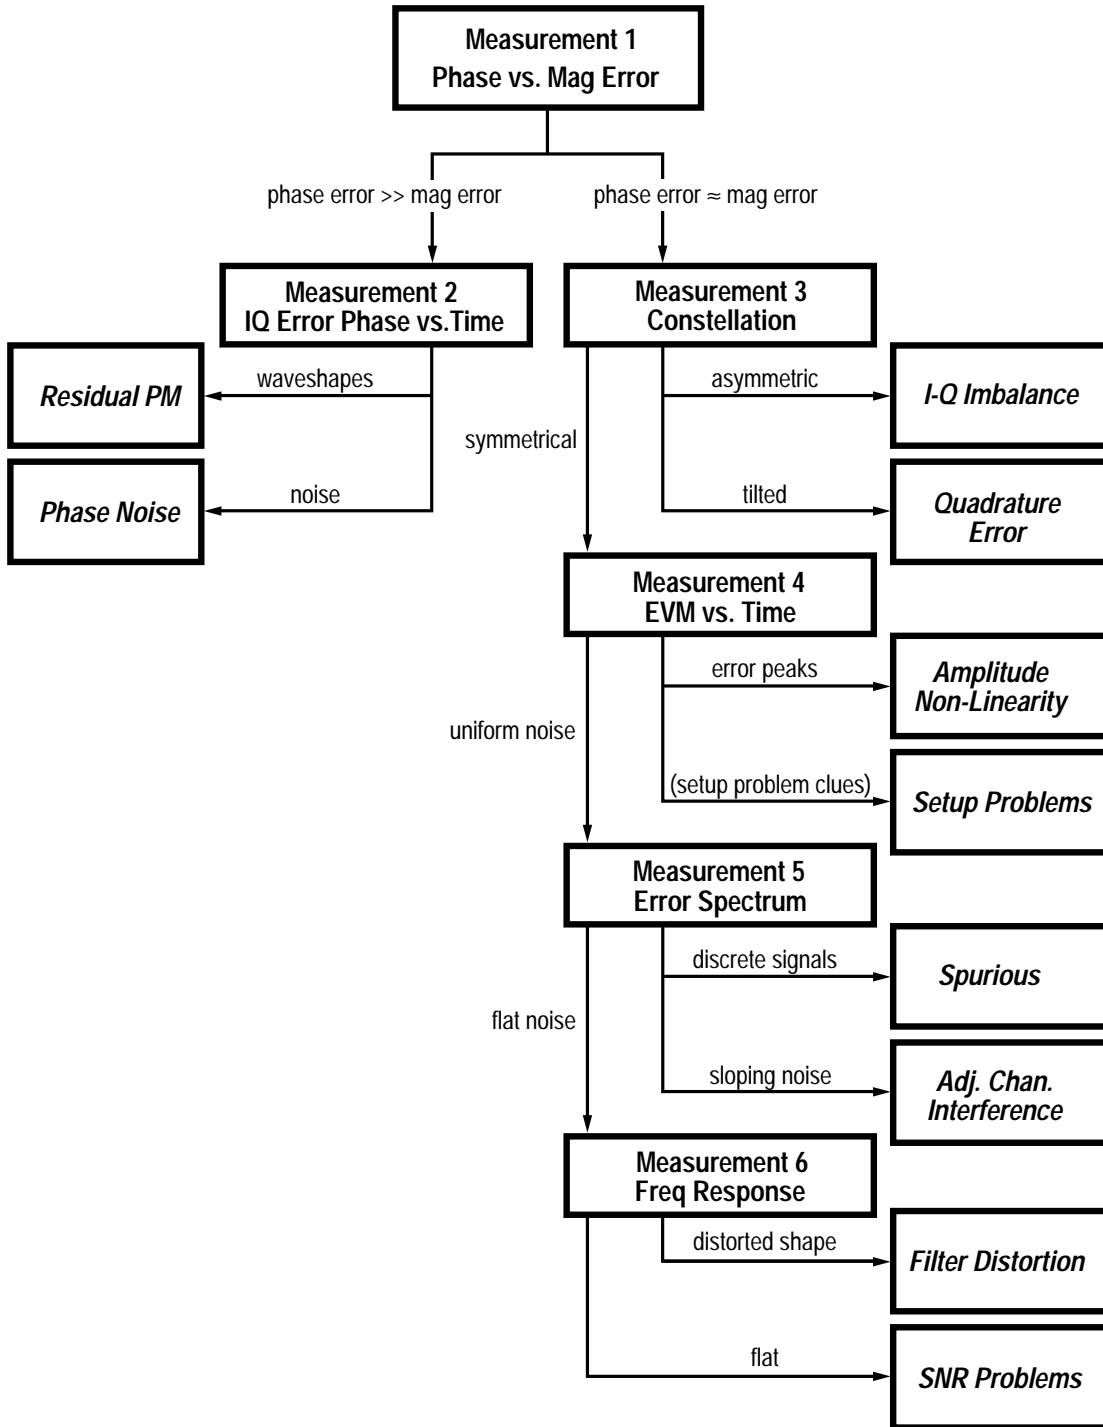 Measurement 1
Phase vs. Mag Error
phase error >> mag error
phase error ≈ mag error
Measurement 2
IQ Error Phase vs.Time
Measurement 3
Constellation
waveshapes
Residual PM
noise
Phase Noise
asymmetric
I-Q Imbalance
symmetrical
tilted
Quadrature
Error
Measurement 4
EVM vs. Time
error peaks
Amplitude
Non-Linearity
uniform noise
(setup problem clues)
Setup Problems
Measurement 5
Error Spectrum
discrete signals
Spurious
flat noise
sloping noise
Adj. Chan.
Interference
Measurement 6
Freq Response
distorted shape
Filter Distortion
flat
SNR Problems